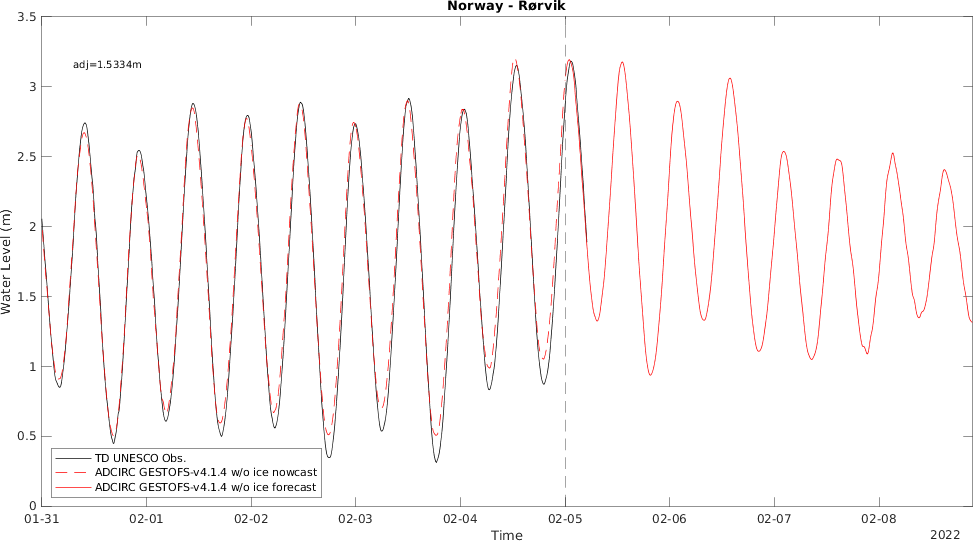 Norway - Rørvik
adj=1.5334m
3.5
3
2.5
2
1.5
1
0.5
0
Water Level (m)
TD UNESCO Obs.
ADCIRC GESTOFS-v4.1.4 w/o ice nowcast
ADCIRC GESTOFS-v4.1.4 w/o ice forecast
01-31 02-01 02-02 02-03 02-04 02-05 02-06 02-07 02-08
Time
2022